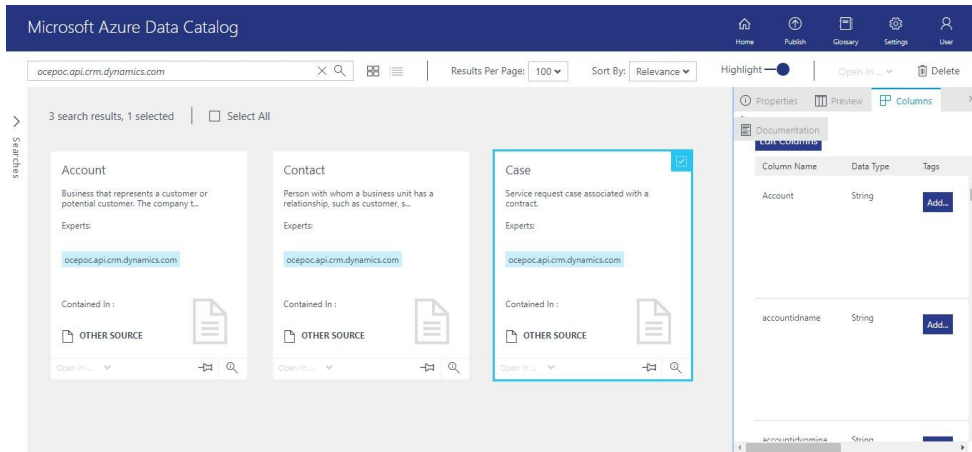 Microsoft Azure Data Catalog
Home
Publish
Glossary
Settings
User
ocepoc.api.crm.dynamics.com
Results Per Page: 100
Sort By: Relevance
Highlight
Open In ...
Delete
Searches
3 search results, 1 selected
Select All
Account
Business that represents a customer or
potential customer. The company t...
Experts:
ocepoc.api.crm.dynamics.com
Contained In :
OTHER SOURCE
Open In ...
Contact
Person with whom a business unit has a
relationship, such as customer, s...
Experts:
ocepoc.api.crm.dynamics.com
Contained In :
OTHER SOURCE
Open In ...
Case
Service request case associated with a
contract.
Experts:
ocepoc.api.crm.dynamics.com
Contained In :
OTHER SOURCE
Open In ...
Properties
Preview
Columns
Documentation
Edit Columns
Column Name Data Type Tags
Account String Add...
accountidname String Add...
accountidyomina String